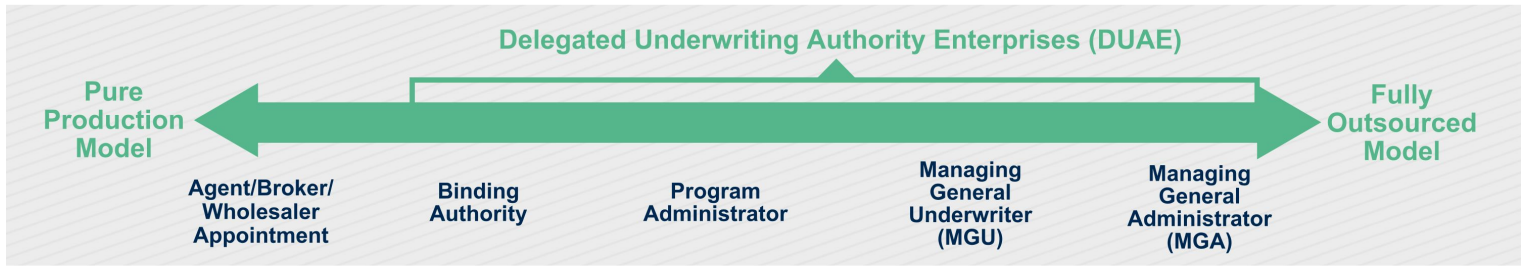 Delegated Underwriting Authority Enterprises (DUAE)
Pure
Production
Model
Fully
Outsourced
Model
Agent/Broker/
Wholesaler
Appointment
Binding
Authority
Program
Administrator
Managing
General
Underwriter
(MGU)
Managing
General
Administrator
(MGA)